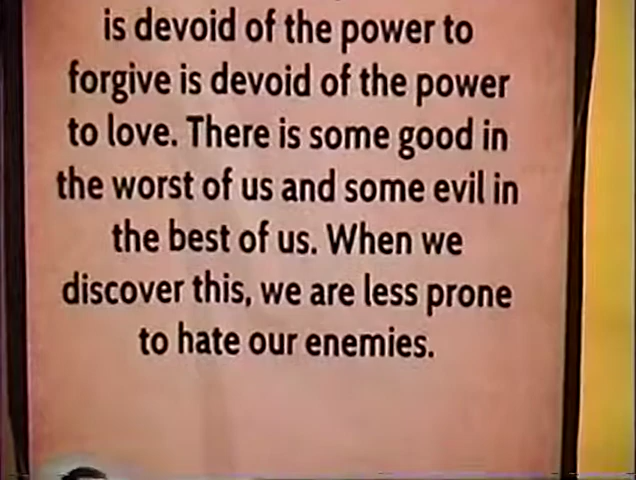 is devoid of the power to
forgive is devoid of the power
to love. There is some good in
the worst of us and some evil in
the best of us. When we
discover this, we are less prone
to hate our enemies.